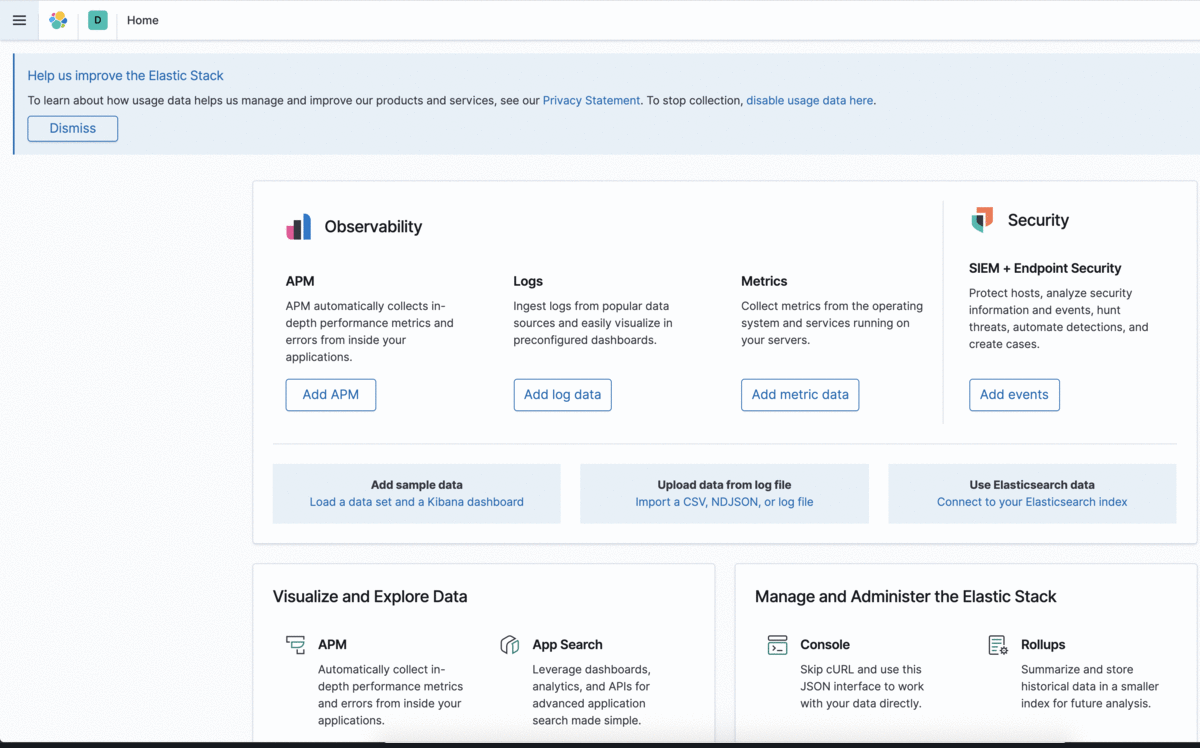 D Home
Help us improve the Elastic Stack
To learn about how usage data helps us manage and improve our products and services, see our Privacy Statement. To stop collection, disable usage data here.
Dismiss
Observability
APM
APM automatically collects in-
depth performance metrics and
errors from inside your
applications.
Add APM
Logs
Ingest logs from popular data
sources and easily visualize in
preconfigured dashboards.
Add log data
Metrics
Collect metrics from the operating
system and services running on
your servers.
Add metric data
Security
SIEM + Endpoint Security
Protect hosts, analyze security
information and events, hunt
threats, automate detections, and
create cases.
Add events
Add sample data
Load a data set and a Kibana dashboard
Upload data from log file
Import a CSV, NDJSON, or log file
Use Elasticsearch data
Connect to your Elasticsearch index
Visualize and Explore Data
APM
Automatically collect in-
depth performance metrics
and errors from inside your
applications.
App Search
Leverage dashboards,
analytics, and APIs for
advanced application
search made simple.
Manage and Administer the Elastic Stack
Console
Skip cURL and use this
JSON interface to work
with your data directly.
Rollups
Summarize and store
historical data in a smaller
index for future analysis.